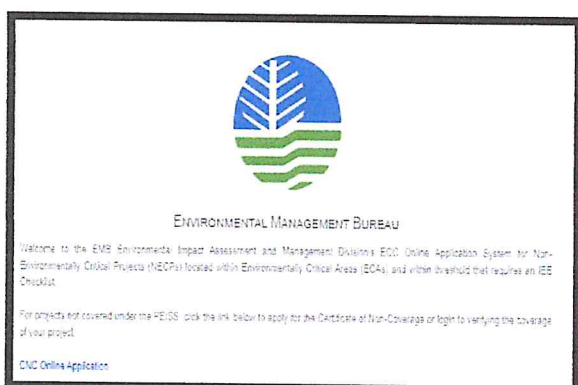 ENVIRONMENTAL MANAGEMENT BUREAU
Welcome to the EMB Environmental Impact Assessment and Management Division's ECC Online Application System for Non-
Environmentally Critical Projects (NECPs) located within Environmentally Critical Areas (ECAs), and within threshold that requires an IEE
Checklist.
For projects not covered under the PEISS, click the link below to apply for the Certificate of Non-Coverage or login to verifying the coverage
of your project.
CNC Online Application